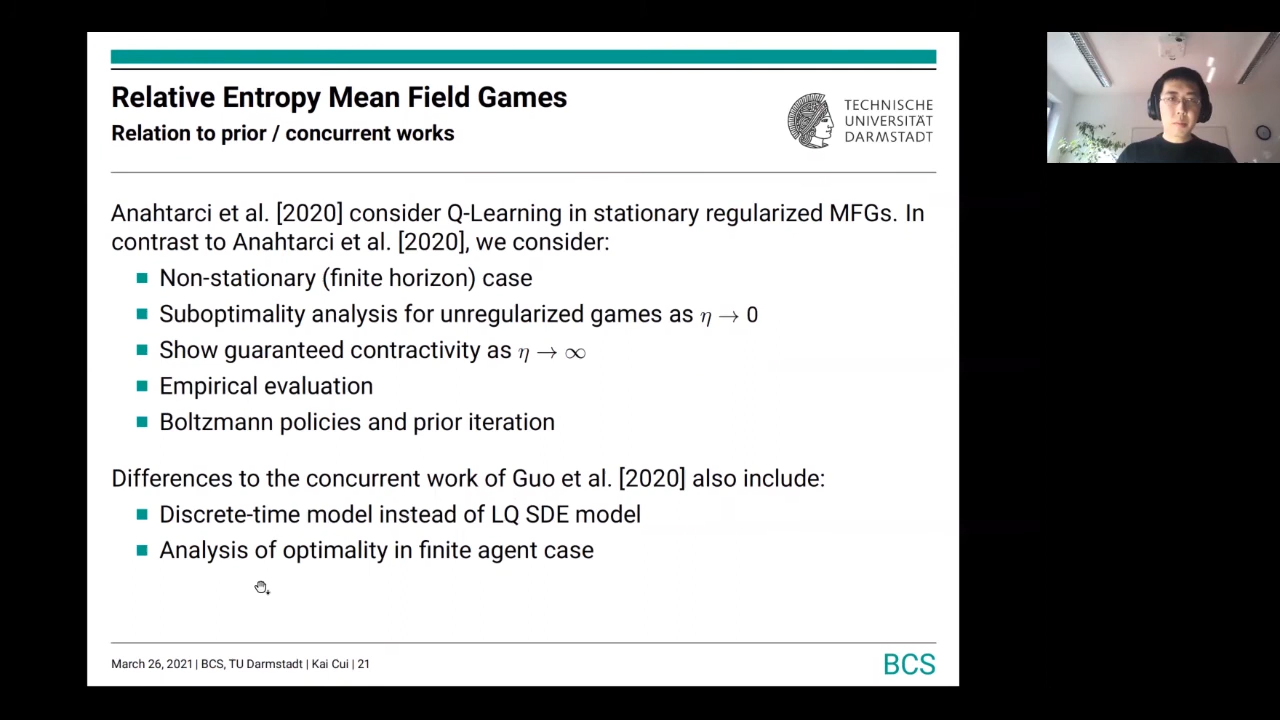 Relative Entropy Mean Field Games
Relation to prior / concurrent works
TECHNISCHE
UNIVERSITÄT
DARMSTADT
Anahtarci et al. [2020] consider Q-Learning in stationary regularized MFGs. In
contrast to Anahtarci et al. [2020], we consider:
Non-stationary (finite horizon) case
Suboptimality analysis for unregularized games as η → 0
Show guaranteed contractivity as η → ∞
Empirical evaluation
Boltzmann policies and prior iteration
Differences to the concurrent work of Guo et al. [2020] also include:
Discrete-time model instead of LQ SDE model
Analysis of optimality in finite agent case
March 26, 2021 | BCS, TU Darmstadt | Kai Cui | 21
BCS